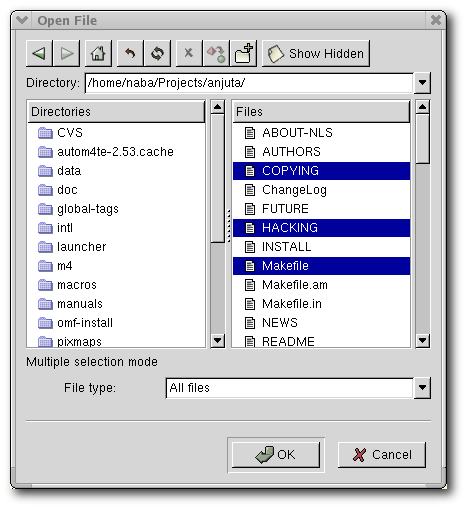 Open File
Show Hidden
Directory: /home/naba/Projects/anjuta/
Directories
CVS
autom4te-2.53.cache
data
doc
global-tags
intl
launcher
m4
macros
manuals
omf-install
pixmaps
Files
ABOUT-NLS
AUTHORS
COPYING
ChangeLog
FUTURE
HACKING
INSTALL
Makefile
Makefile.am
Makefile.in
NEWS
README
Multiple selection mode
File type: All files
OK Cancel